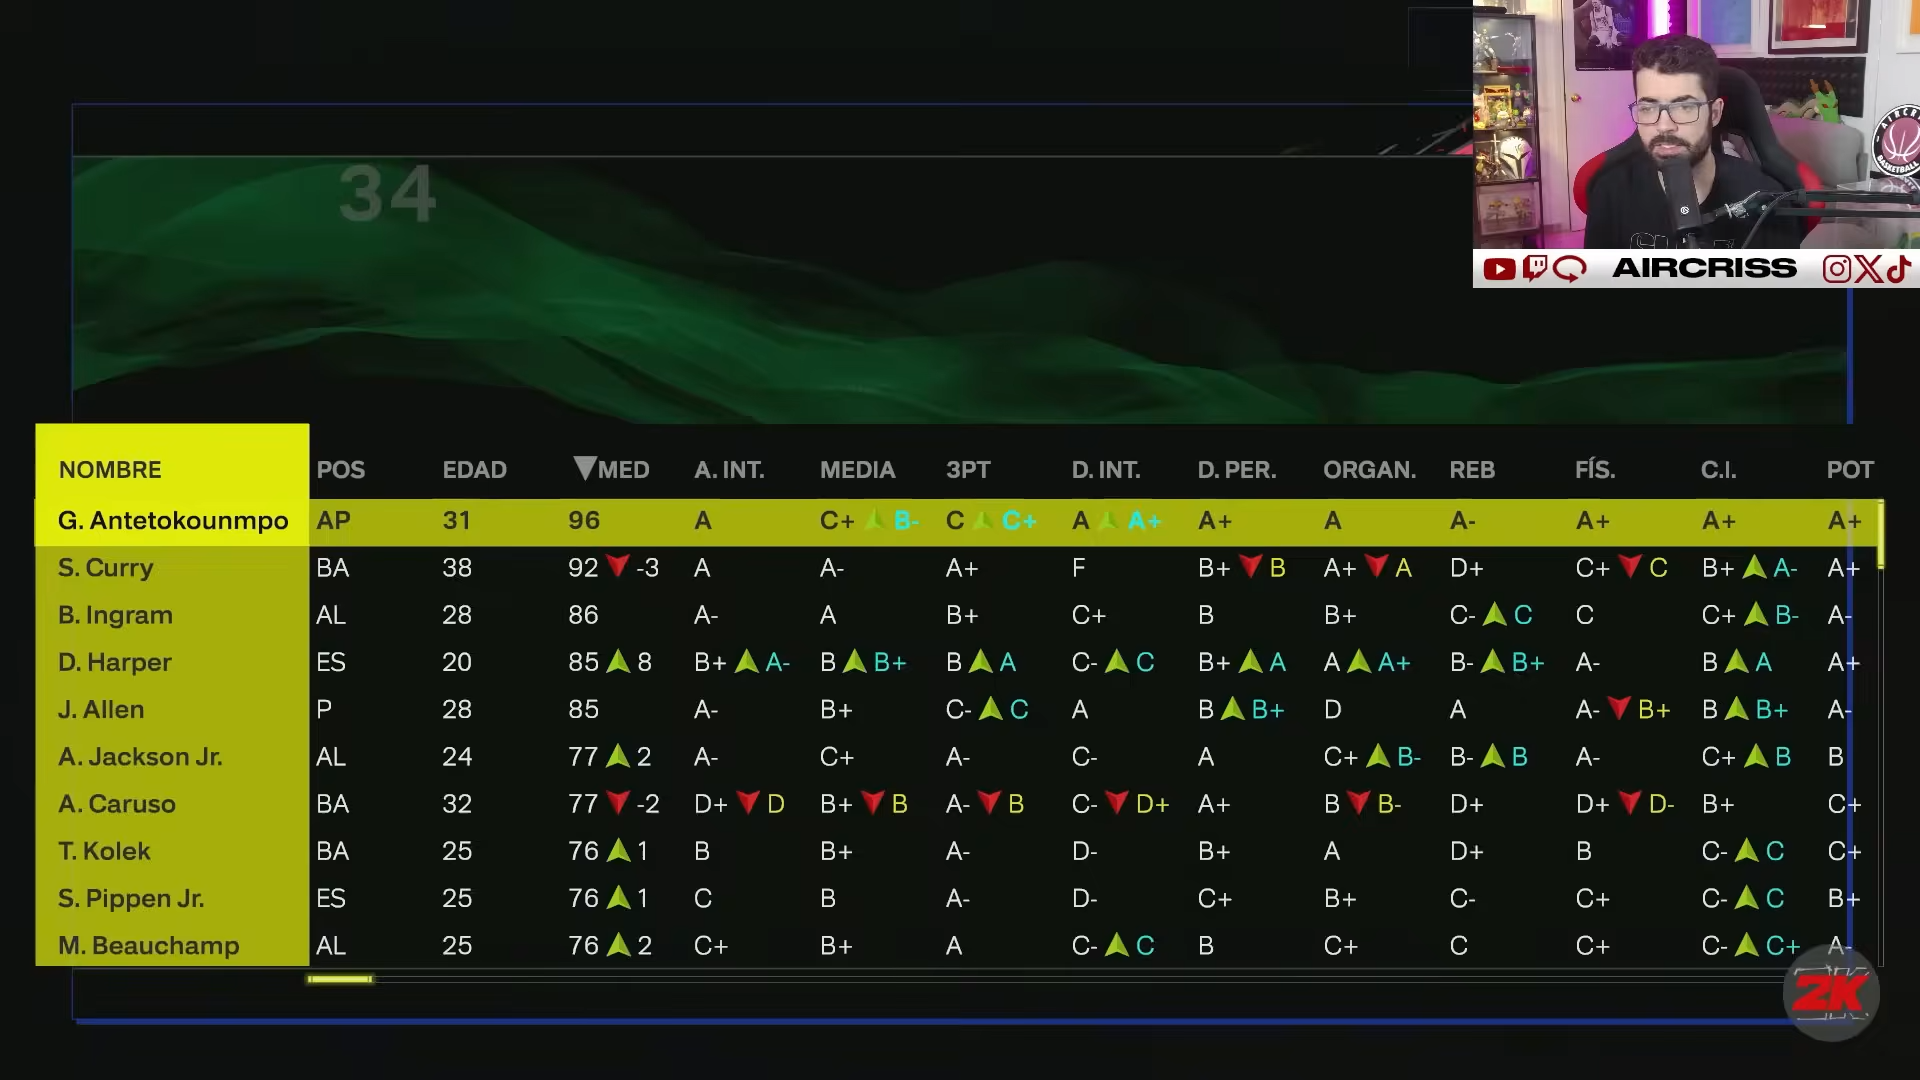 34
AIRCRISS
BASKETBALL
NOMBRE POS EDAD MED A. INT. MEDIA 3PT D. INT. D. PER. ORGAN. REB FÍS. C.I. POT
G. Antetokounmpo AP 31 96 A C+ B- C C+ A A+ A+ A A- A+ A+ A+
S. Curry BA 38 92 -3 A A- A+ F B+ B A+ A D+ C+ C B+ A- A+
B. Ingram AL 28 86 A- A B+ C+ B B+ C- C C C+ B- A-
D. Harper ES 20 85 8 B+ A- B B+ B A C- C B+ A A A+ B- B+ A- B A A+
J. Allen P 28 85 A- B+ C- C A B B+ D A A- B+ B B+ A-
A. Jackson Jr. AL 24 77 2 A- C+ A- C- A C+ B- B- B A- C+ B B
A. Caruso BA 32 77 -2 D+ D B+ B A- B C- D+ A+ B B- D+ D+ D- B+ C+
T. Kolek BA 25 76 1 B B+ A- D- B+ A D+ B C- C C+
S. Pippen Jr. ES 25 76 1 C B A- D- C+ B+ C- C+ C- C B+
M. Beauchamp AL 25 76 2 C+ B+ A C- C B C+ C C+ C- C+ A-
2K